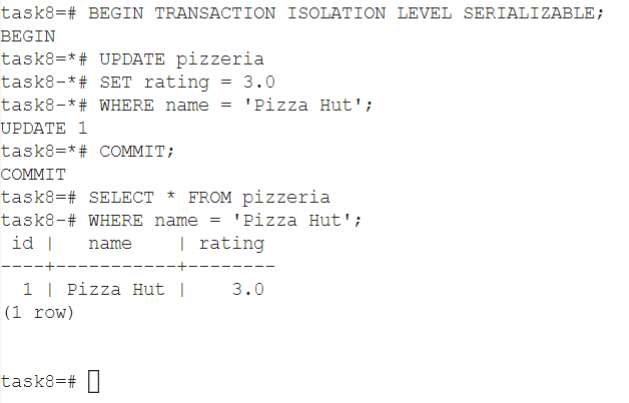 task8=# BEGIN TRANSACTION ISOLATION LEVEL SERIALIZABLE;
BEGIN
task8=*# UPDATE pizzeria
task8-*# SET rating = 3.0
task8-*# WHERE name = 'Pizza Hut';
UPDATE 1
task8=*# COMMIT;
COMMIT
task8=# SELECT * FROM pizzeria
task8-# WHERE name = 'Pizza Hut';
 id |   name    | rating
----+-----------+--------
  1 | Pizza Hut |    3.0
(1 row)
task8=#